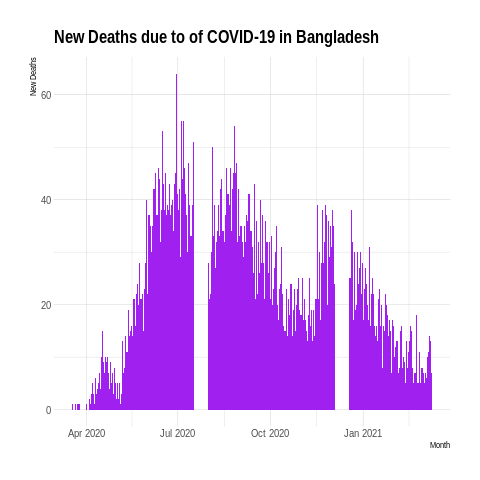 New Deaths due to of COVID-19 in Bangladesh
New Deaths
60
40
20
0
Apr 2020 Jul 2020 Oct 2020 Jan 2021
Month